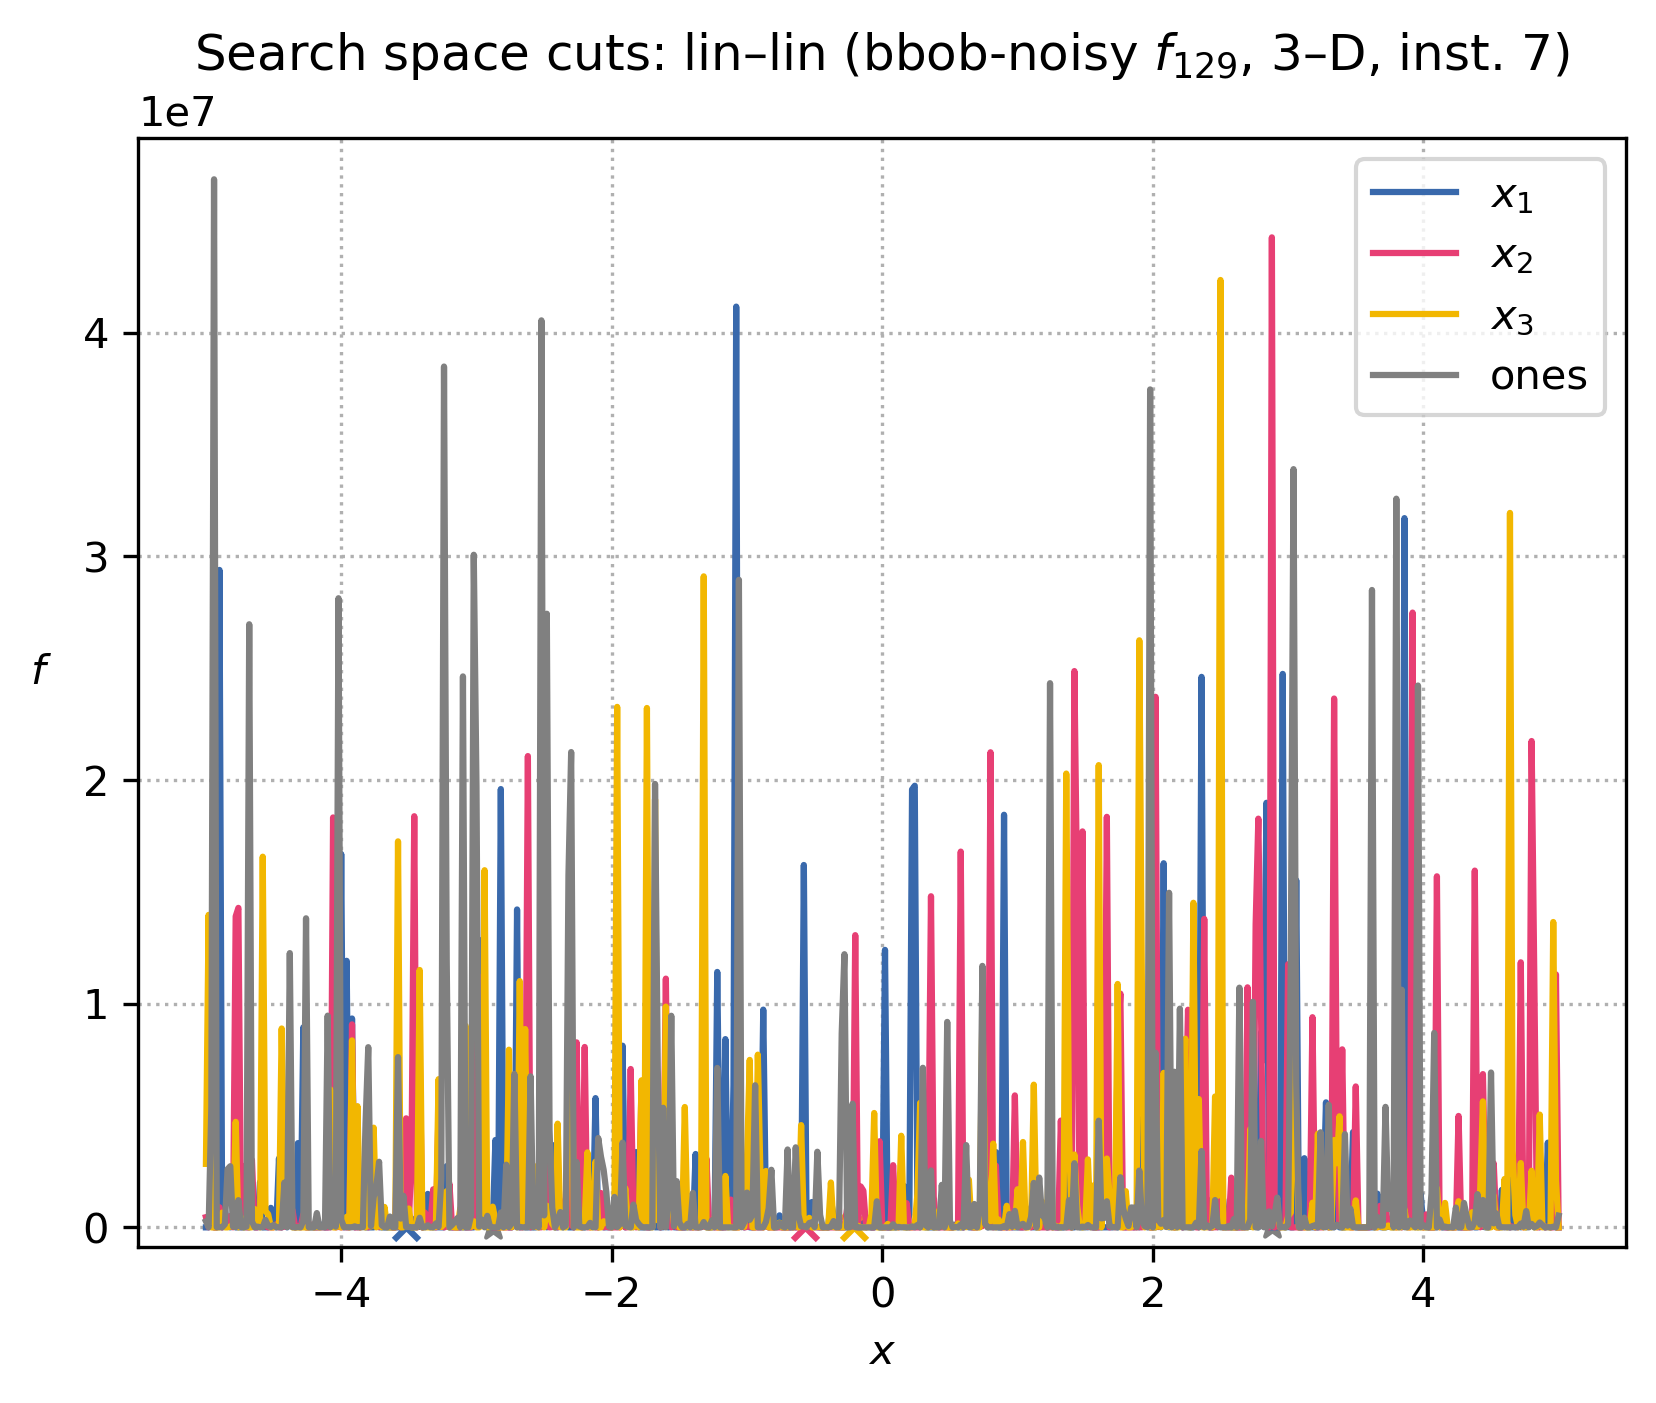 Search space cuts: lin–lin (bbob-noisy f₁₂₉, 3–D, inst. 7)
1e7
x₁
x₂
x₃
ones
4
3
2
1
0
f
−4
−2
0
2
4
x